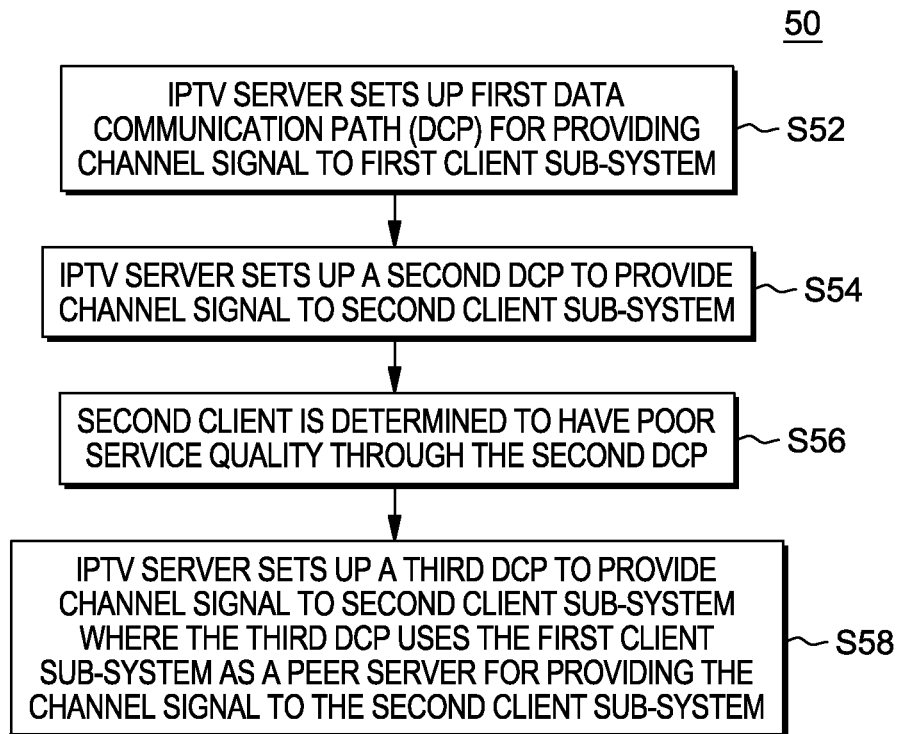 50
IPTV SERVER SETS UP FIRST DATA
COMMUNICATION PATH (DCP) FOR PROVIDING
CHANNEL SIGNAL TO FIRST CLIENT SUB-SYSTEM
S52
IPTV SERVER SETS UP A SECOND DCP TO PROVIDE
CHANNEL SIGNAL TO SECOND CLIENT SUB-SYSTEM
S54
SECOND CLIENT IS DETERMINED TO HAVE POOR
SERVICE QUALITY THROUGH THE SECOND DCP
S56
IPTV SERVER SETS UP A THIRD DCP TO PROVIDE
CHANNEL SIGNAL TO SECOND CLIENT SUB-SYSTEM
WHERE THE THIRD DCP USES THE FIRST CLIENT
SUB-SYSTEM AS A PEER SERVER FOR PROVIDING THE
CHANNEL SIGNAL TO THE SECOND CLIENT SUB-SYSTEM
S58